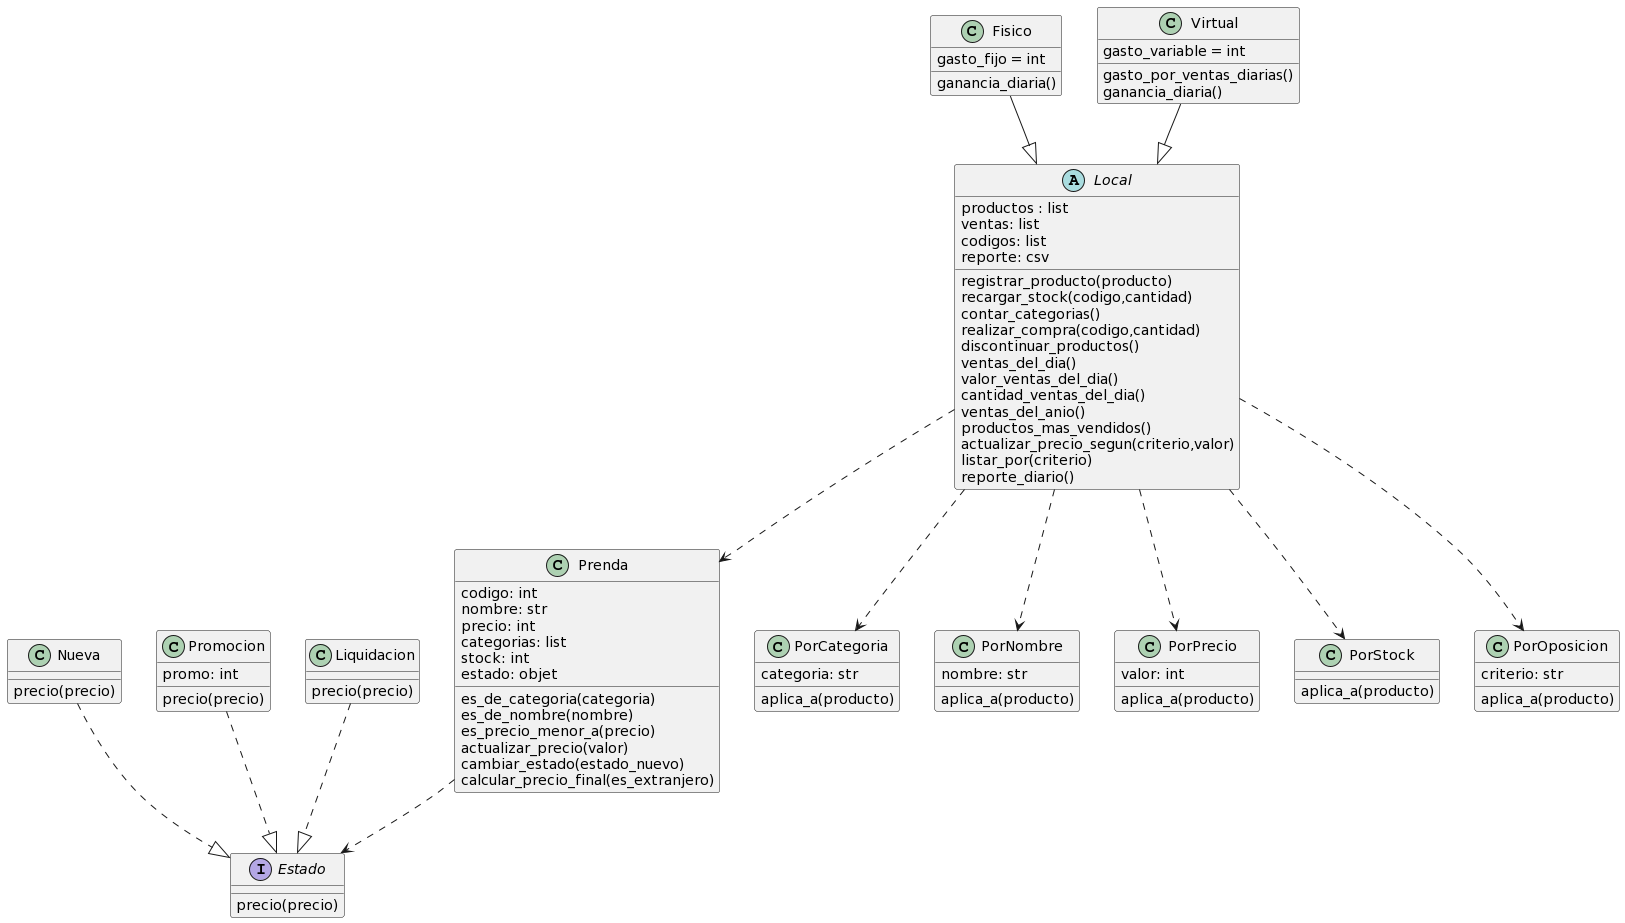 C Fisico
gasto_fijo = int
ganancia_diaria()
C Virtual
gasto_variable = int
gasto_por_ventas_diarias()
ganancia_diaria()
A Local
productos : list
ventas: list
codigos: list
reporte: csv
registrar_producto(producto)
recargar_stock(codigo,cantidad)
contar_categorias()
realizar_compra(codigo,cantidad)
discontinuar_productos()
ventas_del_dia()
valor_ventas_del_dia()
cantidad_ventas_del_dia()
ventas_del_anio()
productos_mas_vendidos()
actualizar_precio_segun(criterio,valor)
listar_por(criterio)
reporte_diario()
C Nueva
precio(precio)
C Promocion
promo: int
precio(precio)
C Liquidacion
precio(precio)
C Prenda
codigo: int
nombre: str
precio: int
categorias: list
stock: int
estado: objet
es_de_categoria(categoria)
es_de_nombre(nombre)
es_precio_menor_a(precio)
actualizar_precio(valor)
cambiar_estado(estado_nuevo)
calcular_precio_final(es_extranjero)
C PorCategoria
categoria: str
aplica_a(producto)
C PorNombre
nombre: str
aplica_a(producto)
C PorPrecio
valor: int
aplica_a(producto)
C PorStock
aplica_a(producto)
C PorOposicion
criterio: str
aplica_a(producto)
I Estado
precio(precio)